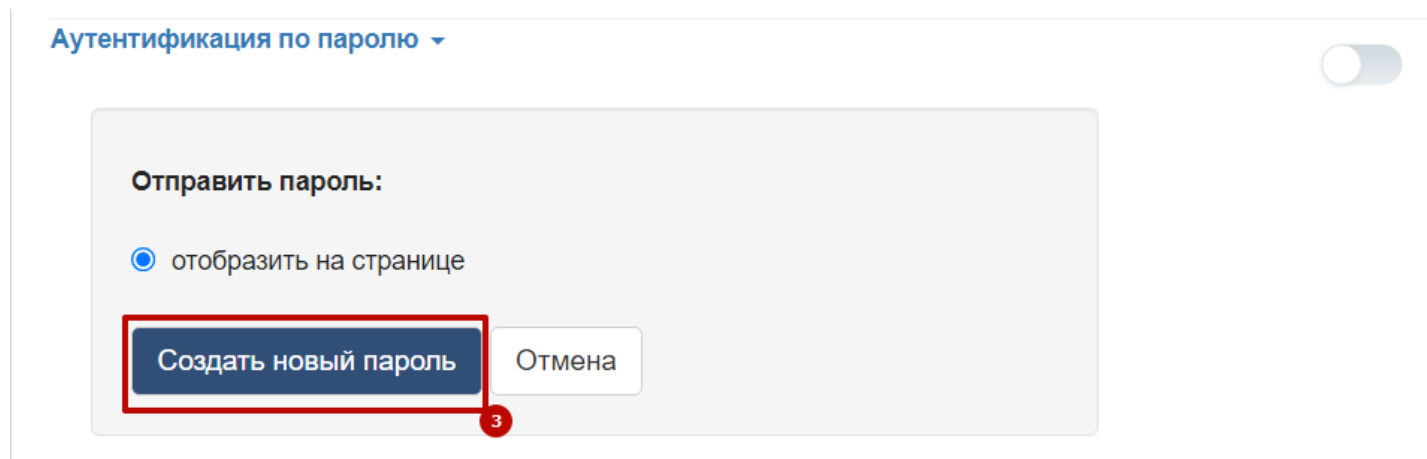 Аутентификация по паролю
Отправить пароль:
отобразить на странице
Создать новый пароль Отмена
3